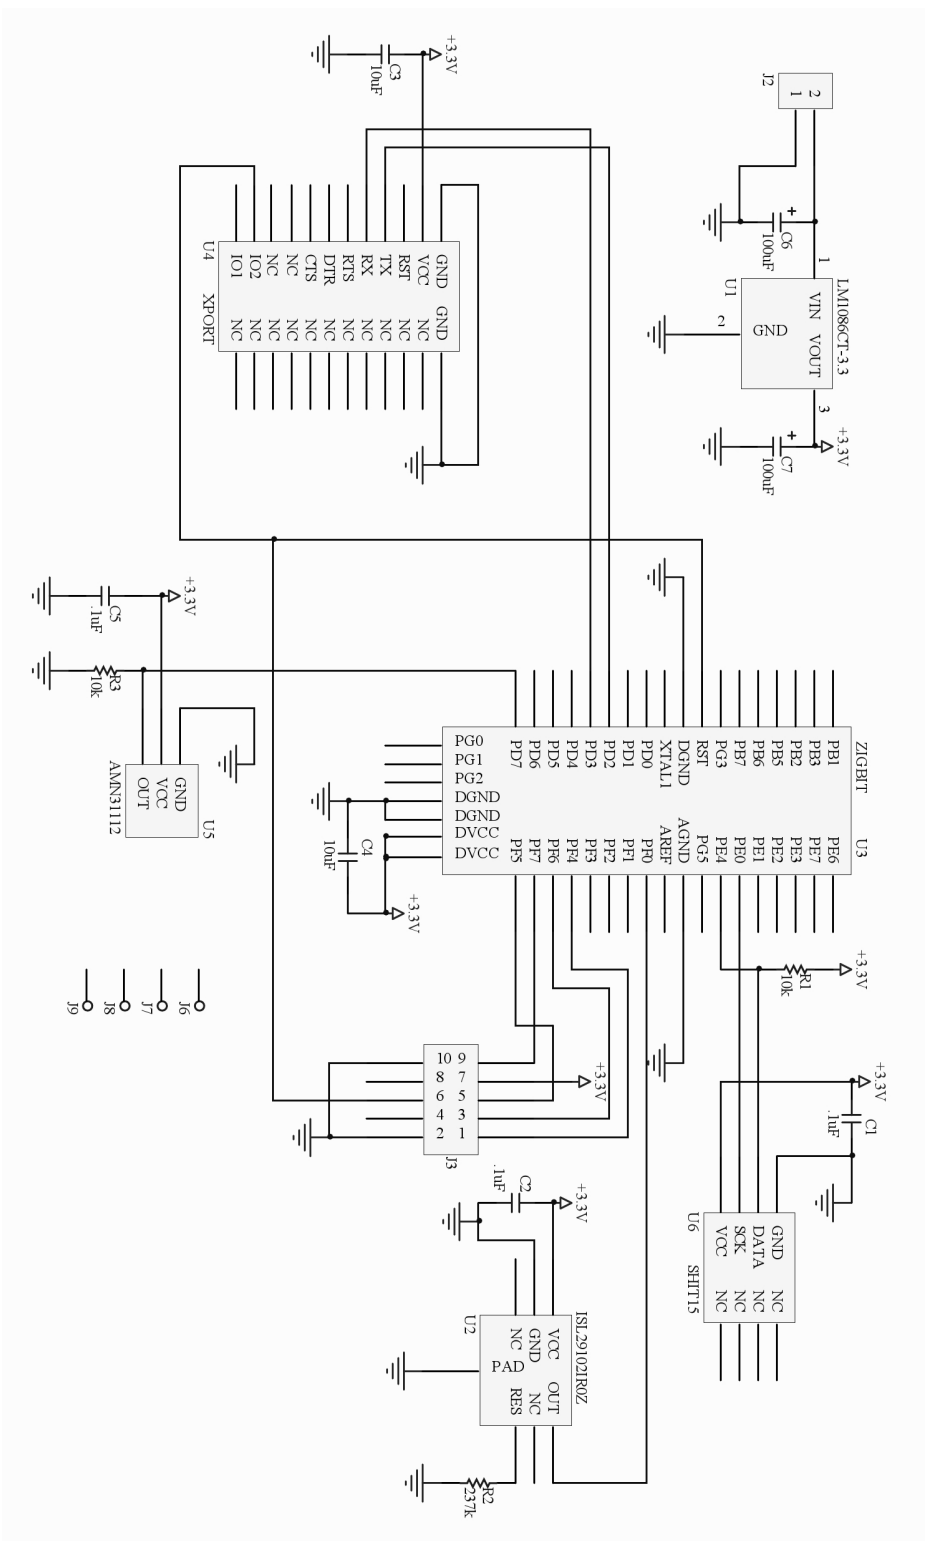 +3.3V
C3
10uF
J2
1
2
C6
100uF
1
U1
LM1086CT-3.3
VIN VOUT
GND
2
3
+3.3V
C7
100uF
U4
XPORT
IO1 NC
IO2 NC
NC NC
NC NC
CTS NC
DTR NC
RTS NC
RX NC
TX NC
RST NC
VCC NC
GND GND
+3.3V
C5
.1uF
R3
10k
AMN31112
U5
OUT
VCC
GND
ZIGBIT
U3
PG0
PG1
PG2
DGND
DGND
DVCC
DVCC
PD7 PF5
PD6 PF7
PD5 PF6
PD4 PF4
PD3 PF3
PD2 PF2
PD1 PF1
PD0 PF0
XTAL1 AREF
DGND AGND
RST PG5
PG3 PE4
PB7 PE0
PB6 PE1
PB5 PE2
PB2 PE3
PB3 PE7
PB1 PE6
C4
10uF
+3.3V
+3.3V
R1
10k
J9
J8
J7
J6
10 9
8 7
6 5
4 3
2 1
J3
+3.3V
+3.3V
C1
.1uF
U6
SHIT15
VCC NC
SCK NC
DATA NC
GND NC
+3.3V
C2
.1uF
U2
ISL29102IR0Z
NC RES
GND NC
VCC OUT
PAD
R2
237k